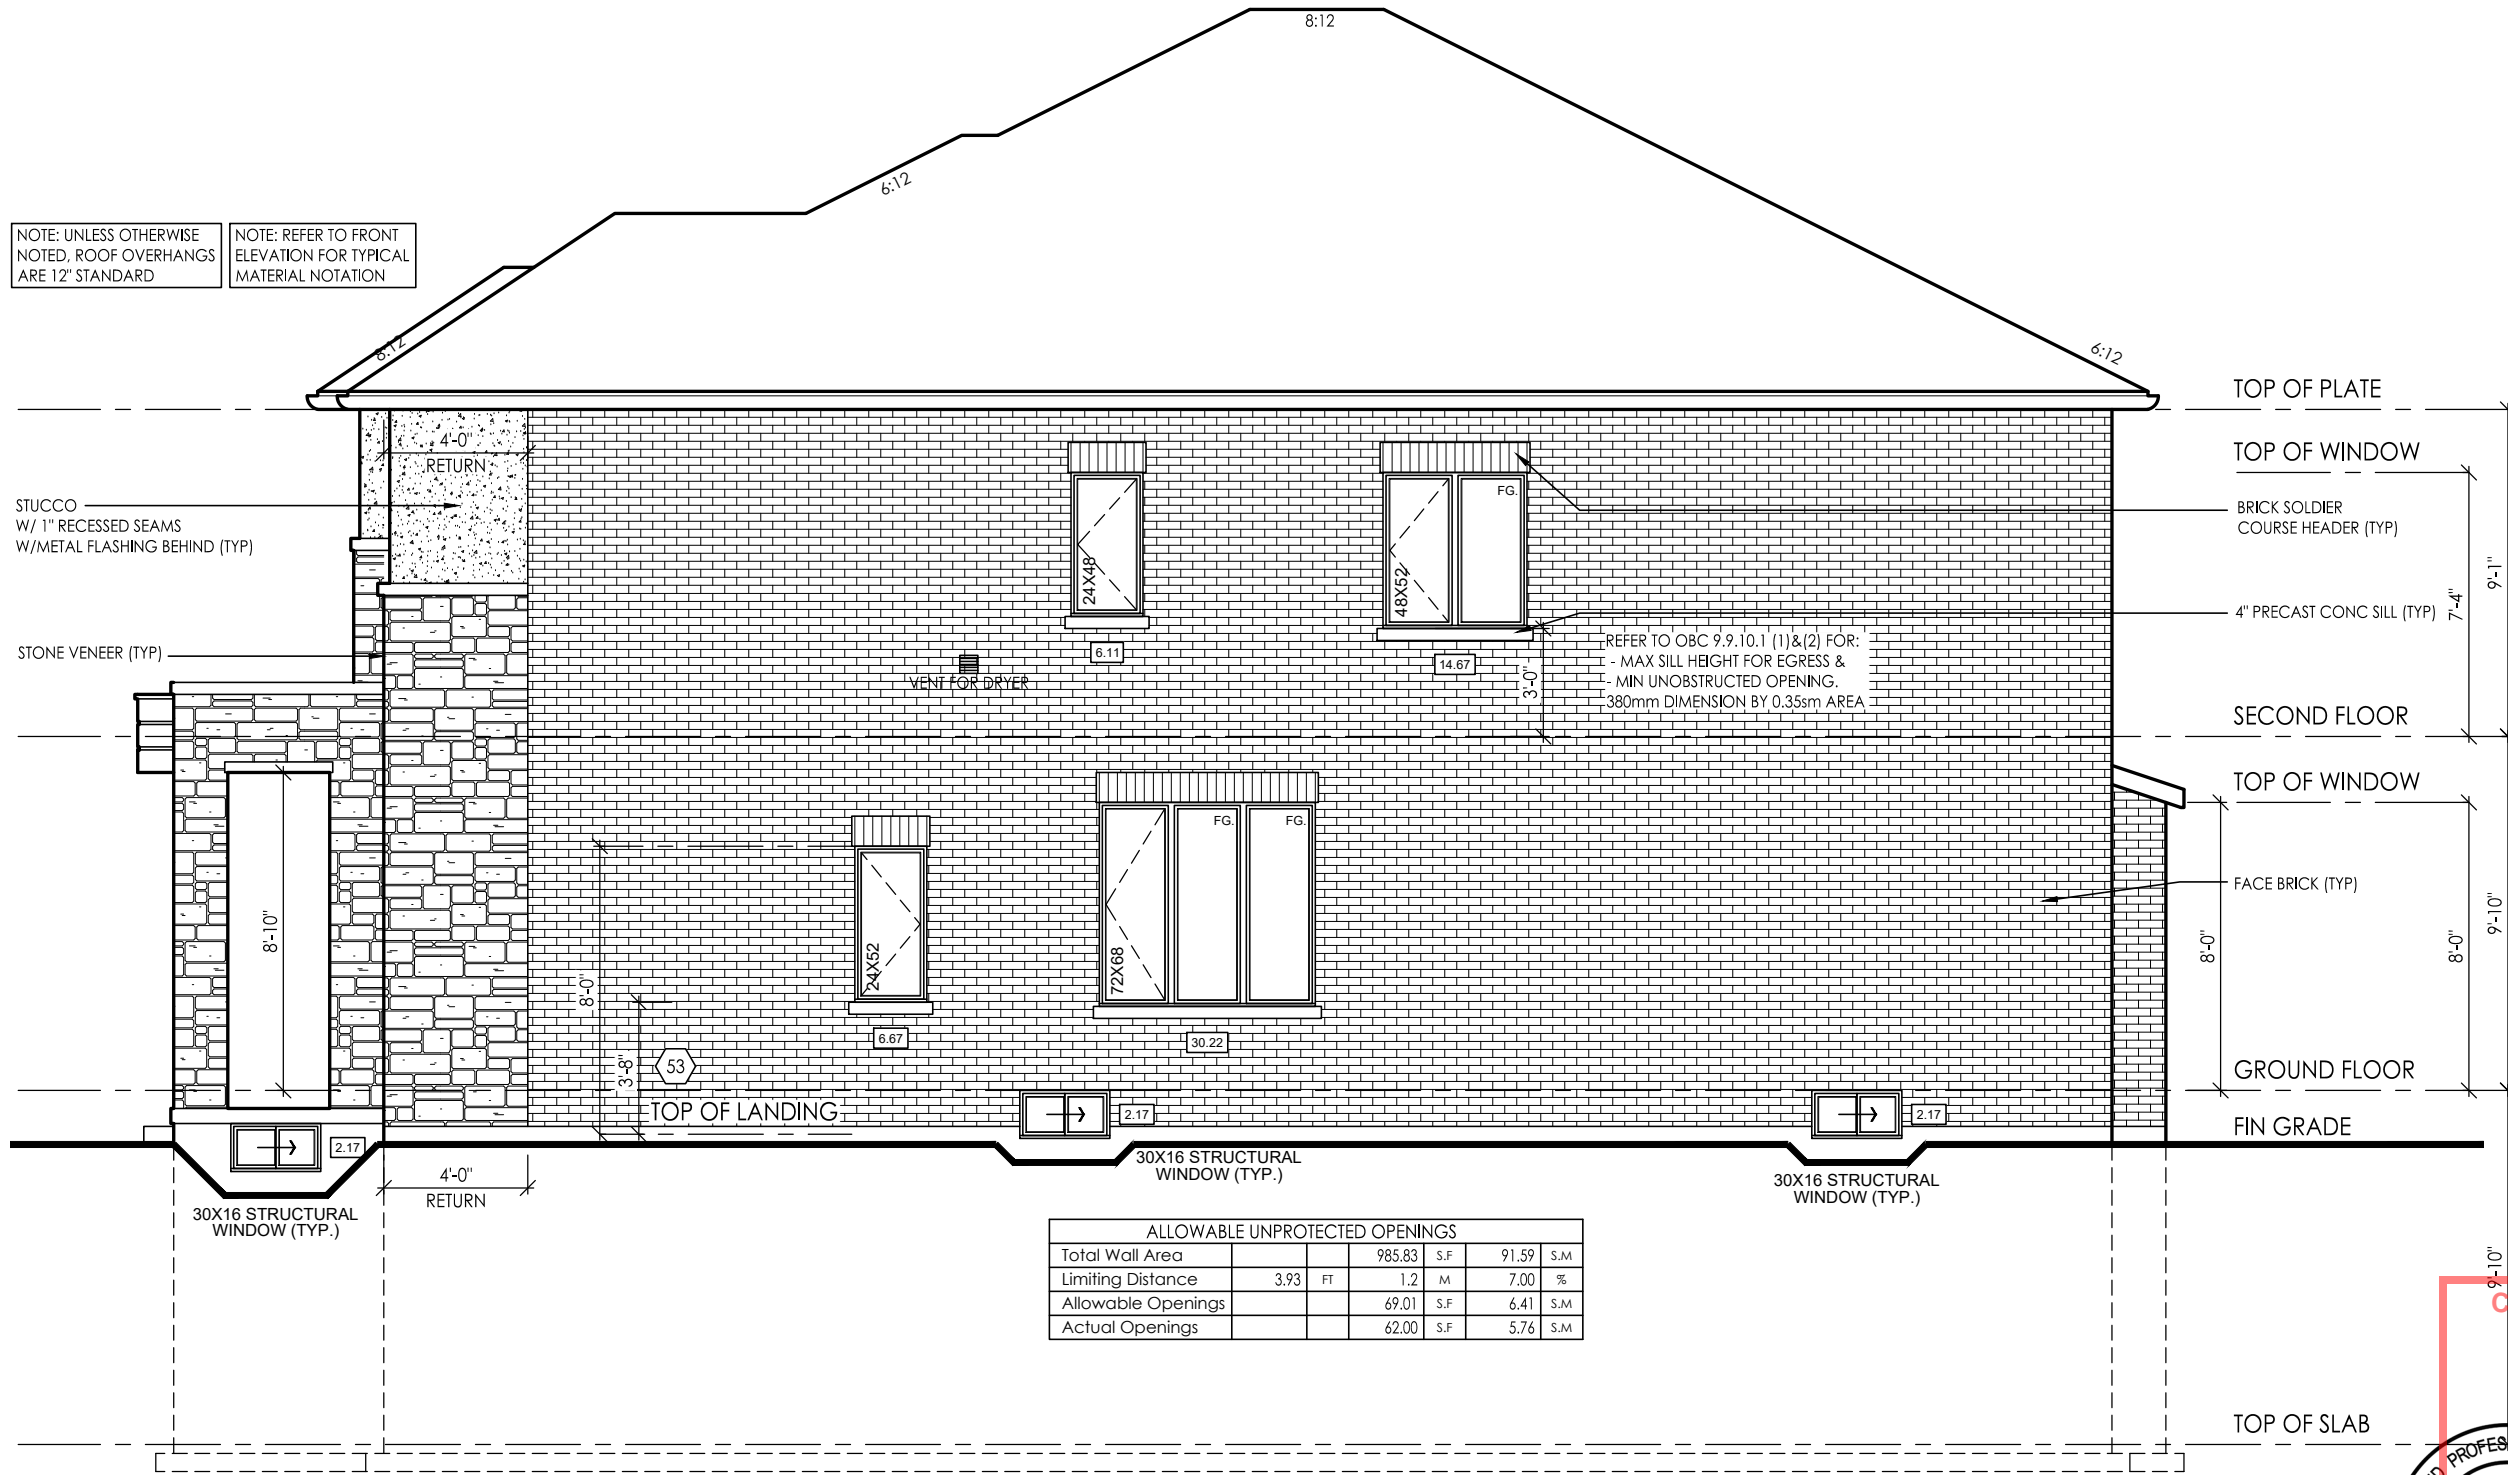 8:12
6:12
NOTE: UNLESS OTHERWISE
NOTED, ROOF OVERHANGS
ARE 12" STANDARD
NOTE: REFER TO FRONT
ELEVATION FOR TYPICAL
MATERIAL NOTATION
8:12
6:12
TOP OF PLATE
4'-0"
RETURN
TOP OF WINDOW
STUCCO
W/ 1" RECESSED SEAMS
W/METAL FLASHING BEHIND (TYP)
FG.
BRICK SOLDIER
COURSE HEADER (TYP)
24X48
48X52
9'-1"
7'-4"
4" PRECAST CONC SILL (TYP)
STONE VENEER (TYP)
6.11
14.67
VENT FOR DRYER
3'-0"
REFER TO OBC 9.9.10.1 (1)&(2) FOR:
- MAX SILL HEIGHT FOR EGRESS &
- MIN UNOBSTRUCTED OPENING.
380mm DIMENSION BY 0.35sm AREA
SECOND FLOOR
TOP OF WINDOW
FG.
FG.
FACE BRICK (TYP)
8'-10"
8'-0"
24X52
72X68
8'-0"
8'-0"
9'-10"
6.67
30.22
3'-8"
53
GROUND FLOOR
TOP OF LANDING
2.17
2.17
FIN GRADE
2.17
4'-0"
RETURN
30X16 STRUCTURAL
WINDOW (TYP.)
30X16 STRUCTURAL
WINDOW (TYP.)
30X16 STRUCTURAL
WINDOW (TYP.)
ALLOWABLE UNPROTECTED OPENINGS
Total Wall Area 985.83 S.F 91.59 S.M
Limiting Distance 3.93 FT 1.2 M 7.00 %
Allowable Openings 69.01 S.F 6.41 S.M
Actual Openings 62.00 S.F 5.76 S.M
9'-10"
C
TOP OF SLAB